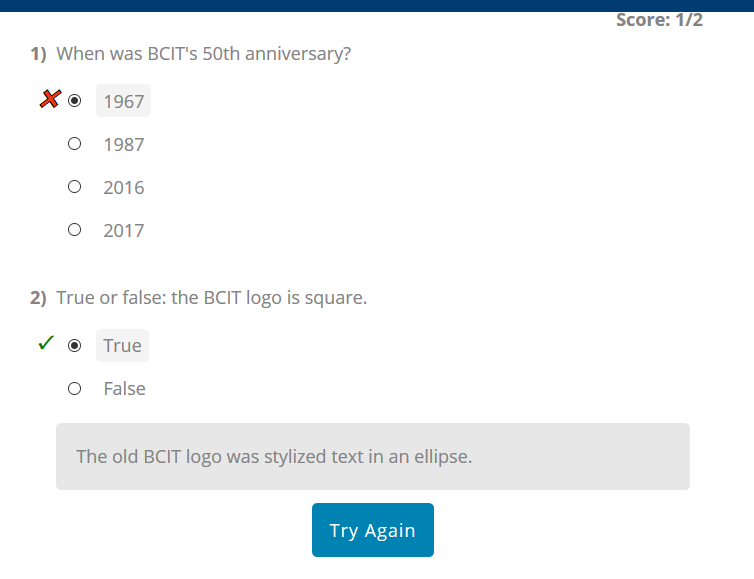 Score: 1/2
1) When was BCIT's 50th anniversary?
1967
1987
2016
2017
2) True or false: the BCIT logo is square.
True
False
The old BCIT logo was stylized text in an ellipse.
Try Again